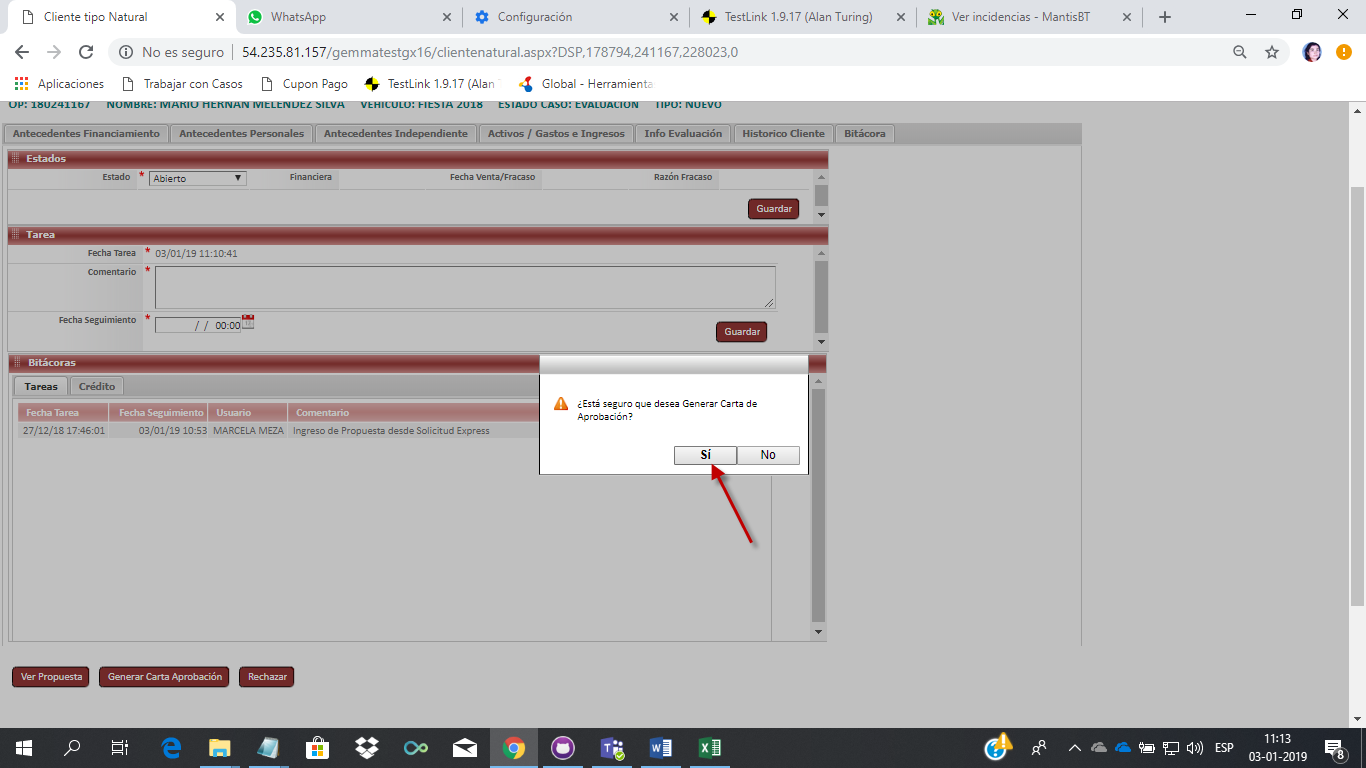 Cliente tipo Natural
WhatsApp
Configuración
TestLink 1.9.17 (Alan Turing)
Ver incidencias - MantisBT
No es seguro
54.235.81.157/gemmatestgx16/clientenatural.aspx?DSP,178794,241167,228023,0
Aplicaciones
Trabajar con Casos
Cupon Pago
TestLink 1.9.17 (Alan
Global - Herramienta
OP: 180241167 NOMBRE: MARIO HERNAN MELENDEZ SILVA VEHICULO: FIESTA 2018 ESTADO CASO: EVALUACION TIPO: NUEVO
Antecedentes Financiamiento
Antecedentes Personales
Antecedentes Independiente
Activos / Gastos e Ingresos
Info Evaluación
Historico Cliente
Bitácora
Estados
Estado * Abierto Financiera Fecha Venta/Fracaso Razón Fracaso
Guardar
Tarea
Fecha Tarea * 03/01/19 11:10:41
Comentario *
Fecha Seguimiento * / / 00:00
Guardar
Bitácoras
Tareas
Crédito
Fecha Tarea Fecha Seguimiento Usuario Comentario
27/12/18 17:46:01 03/01/19 10:53 MARCELA MEZA Ingreso de Propuesta desde Solicitud Express
¿Está seguro que desea Generar Carta de
Aprobación?
Sí
No
Ver Propuesta
Generar Carta Aprobación
Rechazar
ESP
11:13
03-01-2019
8